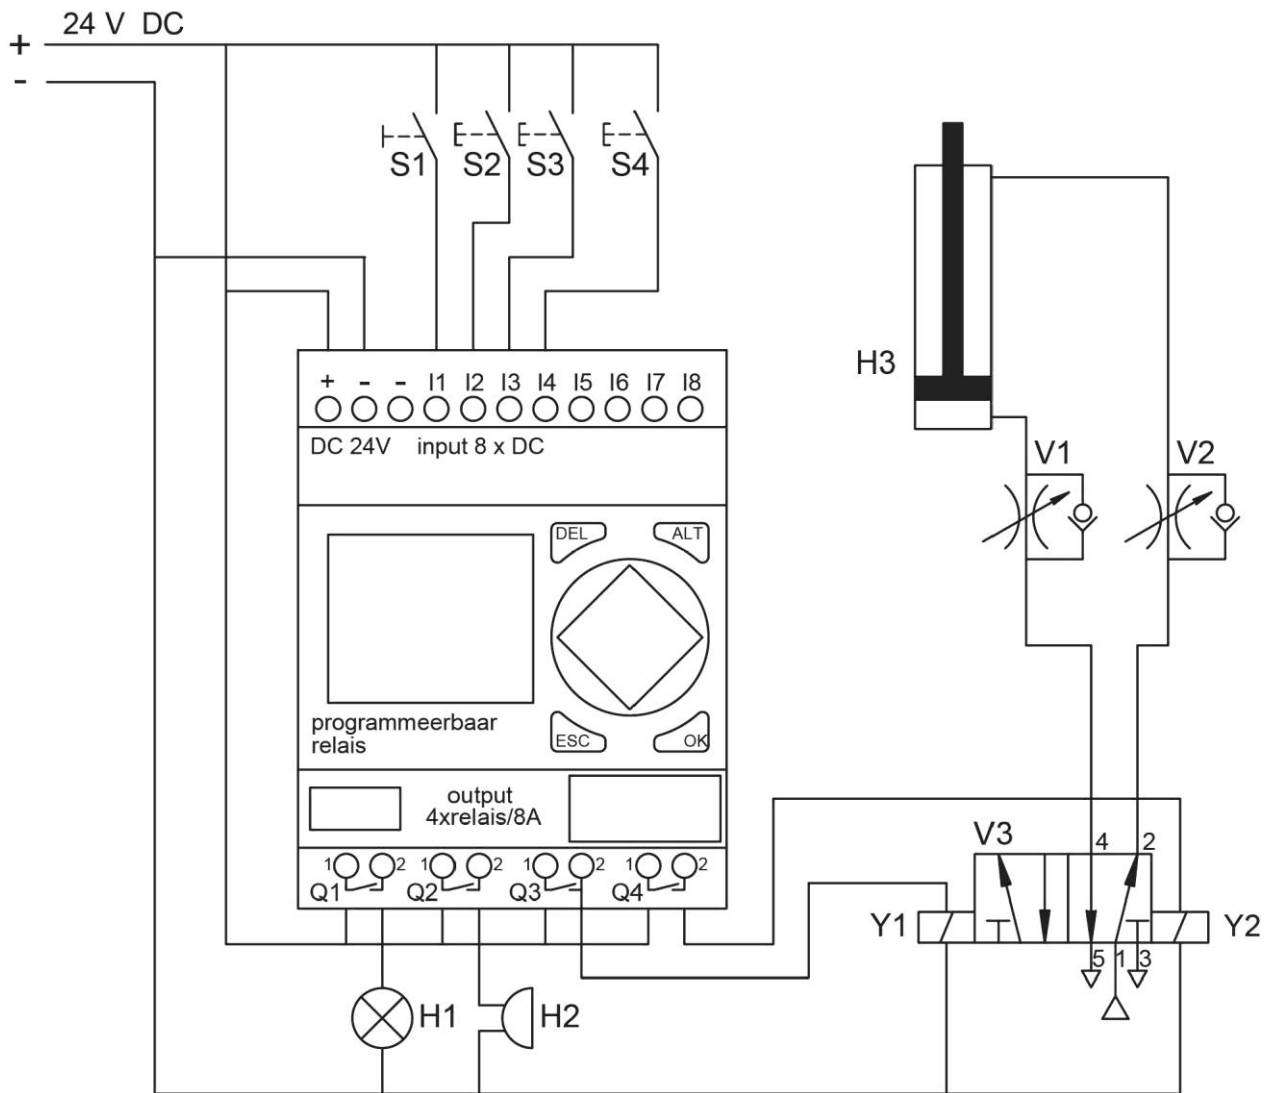 24 V DC
+
-
S1 S2 S3 S4
H3
+ - - I1 I2 I3 I4 I5 I6 I7 I8
DC 24V input 8 x DC
V1 V2
DEL ALT
programmeerbaar
relais
ESC OK
output
4xrelais/8A
V3 4 2
1 2 1 2 1 2 1 2
Q1 Q2 Q3 Q4
Y1 Y2
5 1 3
H1 H2